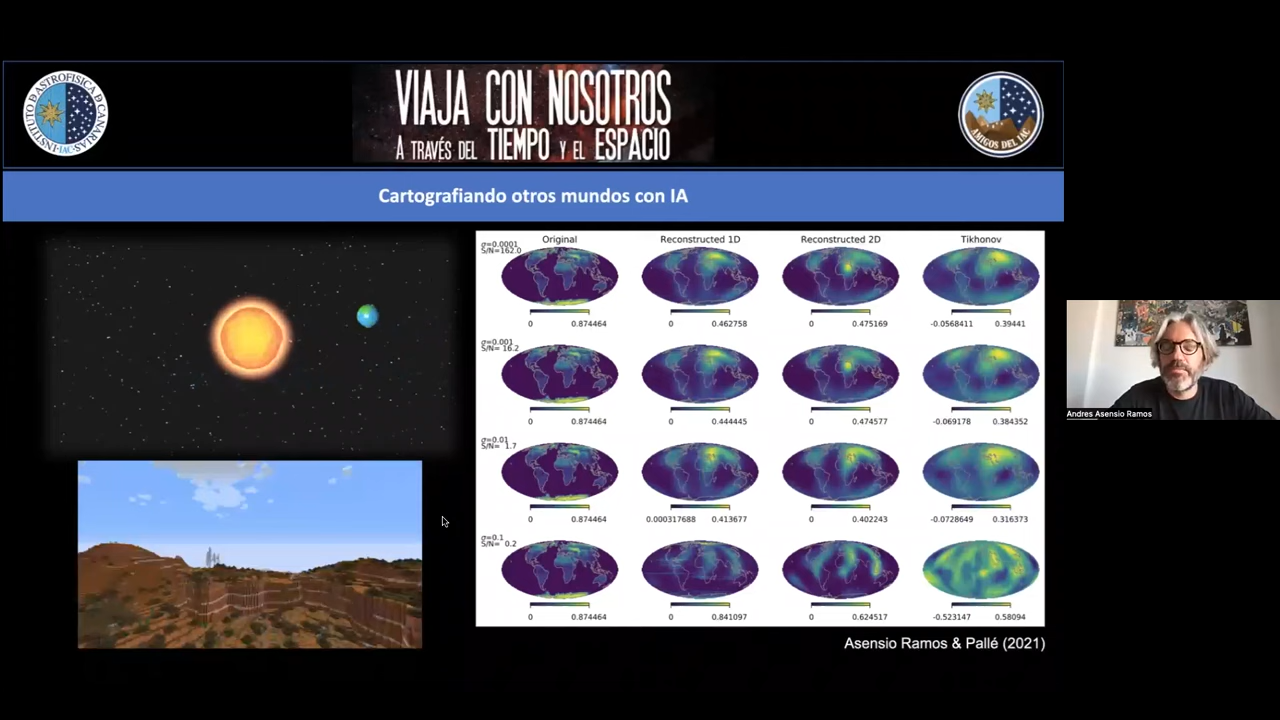 INSTITUTO DE ASTROFISICA DE CANARIAS
·IAC·
VIAJA CON NOSOTROS
A TRAVÉS DEL TIEMPO Y EL ESPACIO
AMIGOS DEL IAC
Cartografiando otros mundos con IA
Original Reconstructed 1D Reconstructed 2D Tikhonov
σ=0.0001
S/N=162.0
0 0.874464 0 0.462758 0 0.475169 -0.0568411 0.39441
σ=0.001
S/N= 16.2
0 0.874464 0 0.444445 0 0.474577 -0.069178 0.384352
σ=0.01
S/N= 1.7
0 0.874464 0.000317688 0.413677 0 0.402243 -0.0728649 0.316373
σ=0.1
S/N= 0.2
0 0.874464 0 0.841097 0 0.624517 -0.523147 0.58094
Asensio Ramos & Pallé (2021)
Andres Asensio Ramos